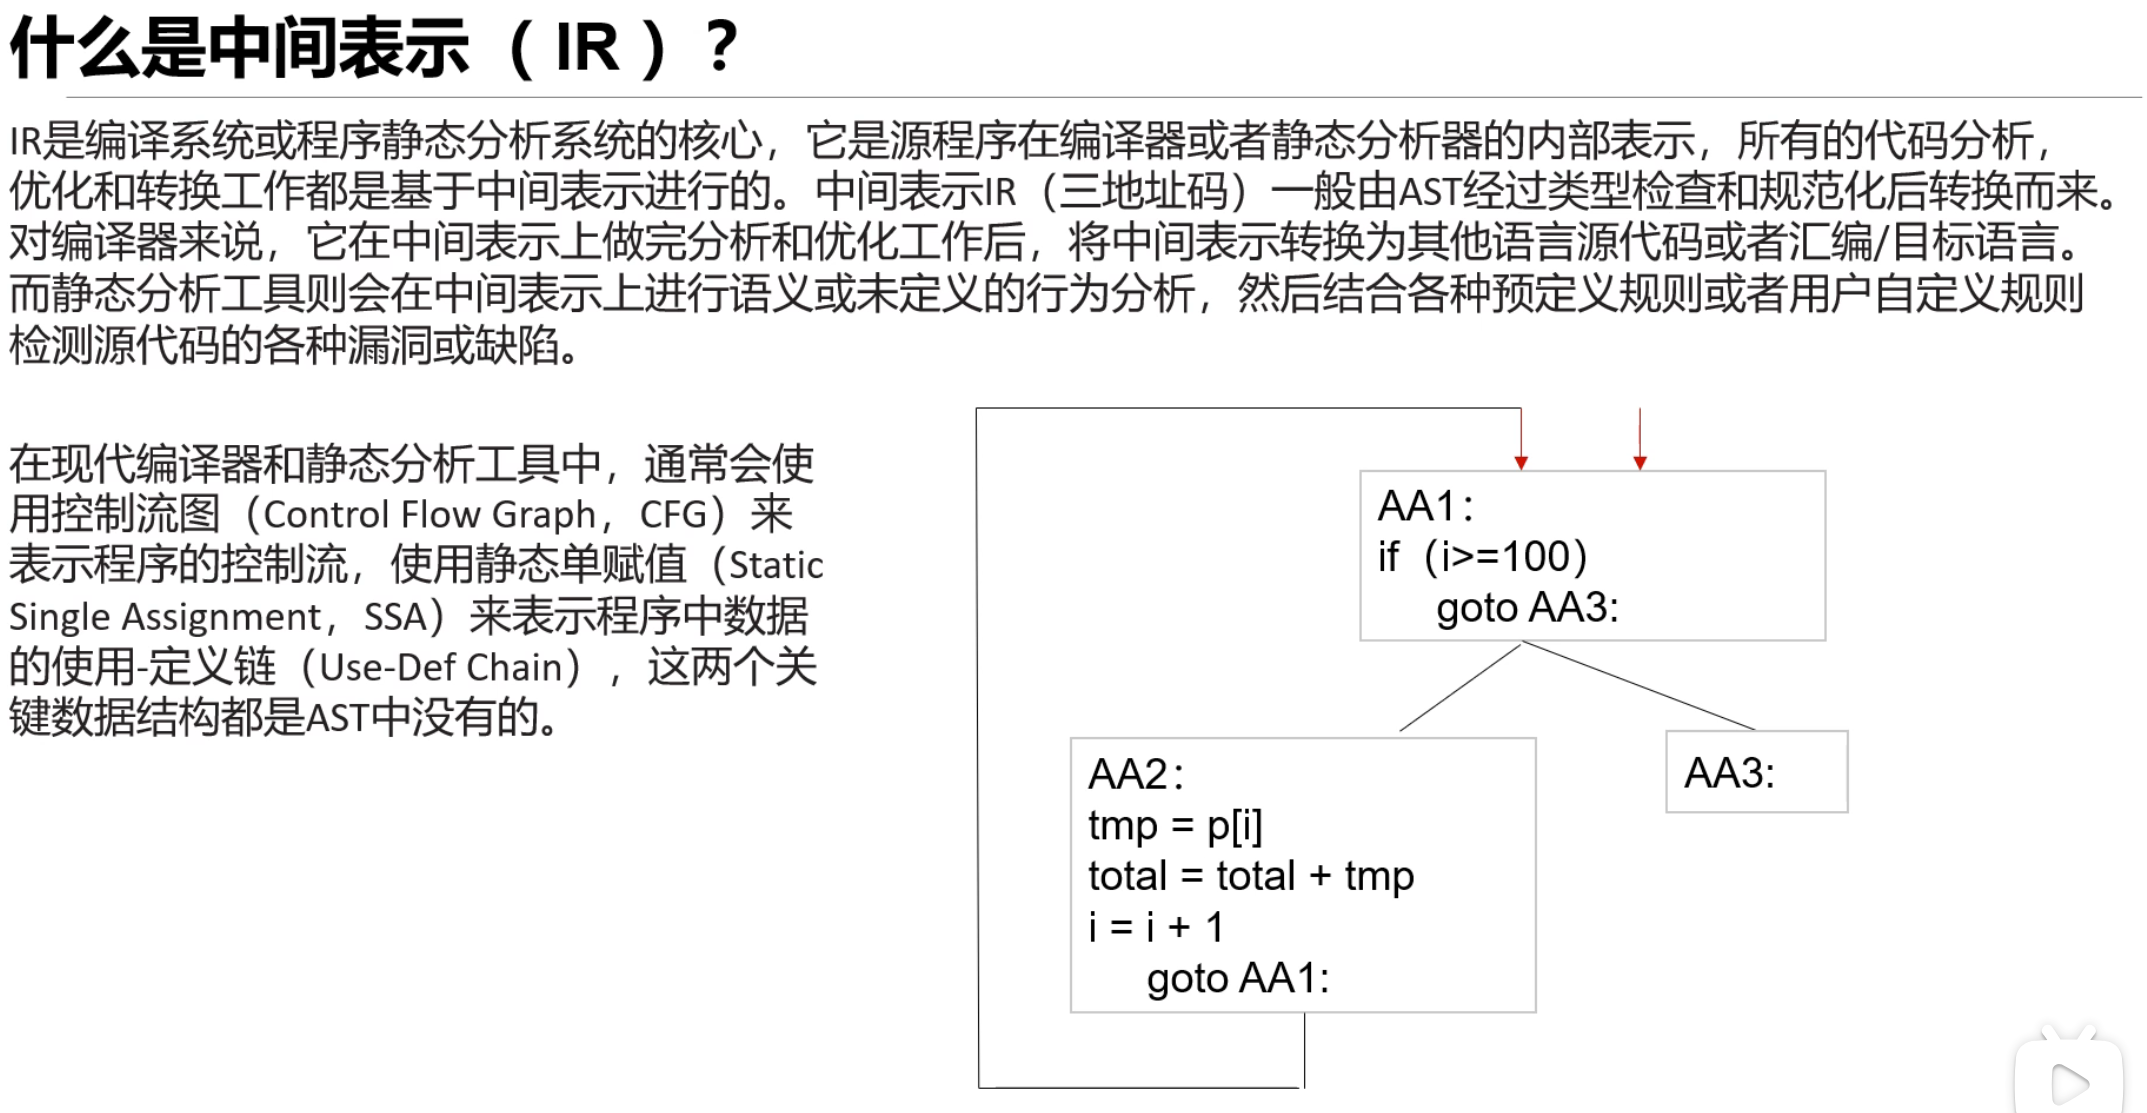 什么是中间表示（IR）？
IR是编译系统或程序静态分析系统的核心，它是源程序在编译器或者静态分析器的内部表示，所有的代码分析，
优化和转换工作都是基于中间表示进行的。中间表示IR（三地址码）一般由AST经过类型检查和规范化后转换而来。
对编译器来说，它在中间表示上做完分析和优化工作后，将中间表示转换为其他语言源代码或者汇编/目标语言。
而静态分析工具则会在中间表示上进行语义或未定义的行为分析，然后结合各种预定义规则或者用户自定义规则
检测源代码的各种漏洞或缺陷。
在现代编译器和静态分析工具中，通常会使
用控制流图（Control Flow Graph，CFG）来
表示程序的控制流，使用静态单赋值（Static
Single Assignment，SSA）来表示程序中数据
的使用-定义链（Use-Def Chain），这两个关
键数据结构都是AST中没有的。
AA1：
if（i>=100）
goto AA3:
AA2：
tmp = p[i]
total = total + tmp
i = i + 1
goto AA1:
AA3: